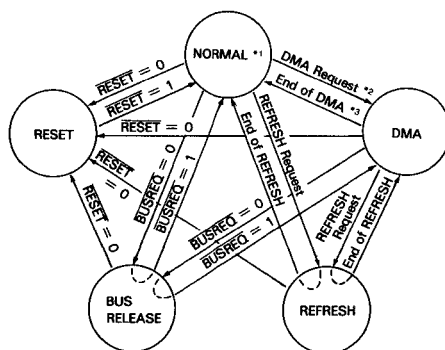 NORMAL *1
RESET = 0
RESET = 1
DMA Request *2
End of DMA *3
RESET
RESET = 0
DMA
RESET
= 0
RESET = 0
BUSREQ = 0
BUSREQ = 1
End of REFRESH
REFRESH Request
BUSREQ = 0
BUSREQ = 1
REFRESH
Request
End of REFRESH
BUS
RELEASE
REFRESH